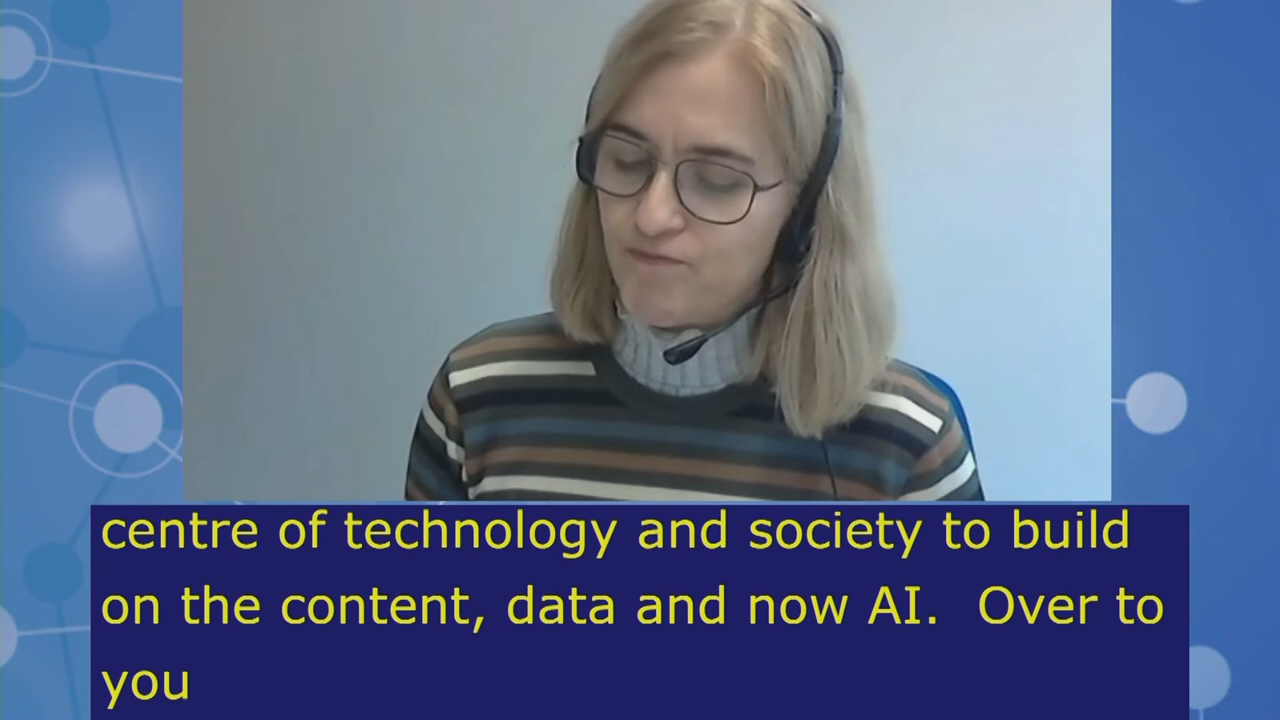 centre of technology and society to build
on the content, data and now AI.  Over to
you